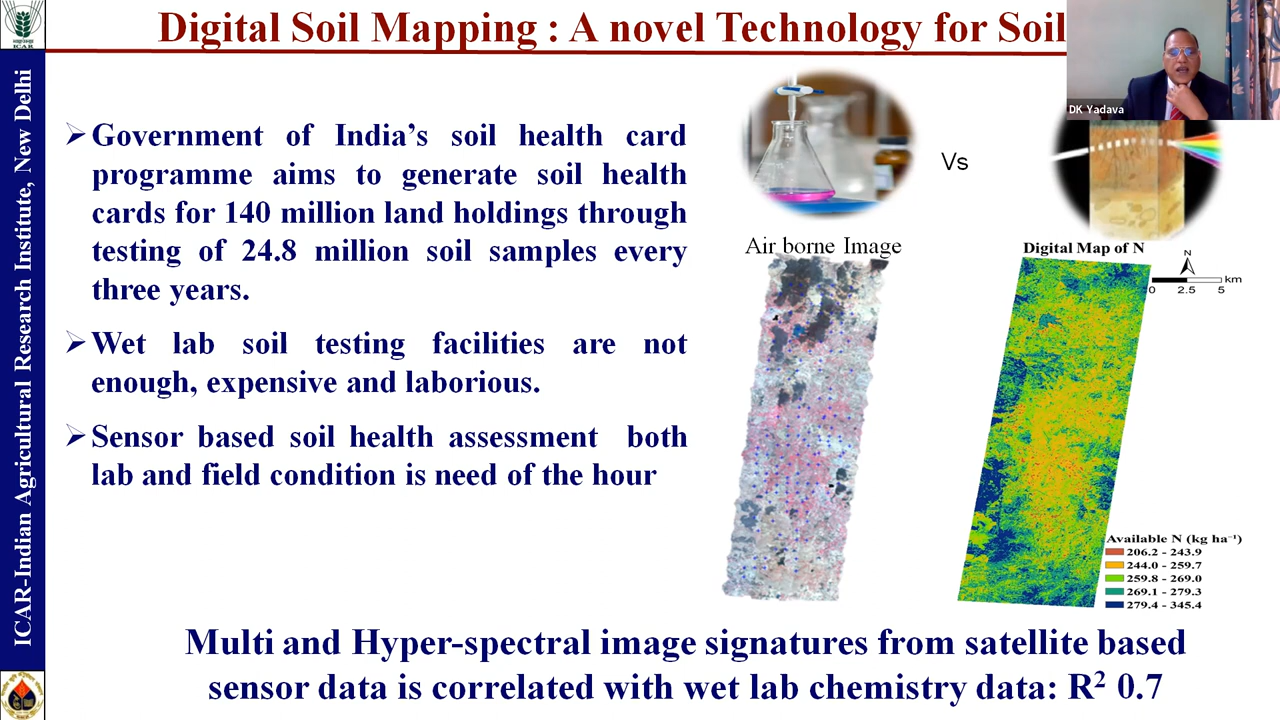 Digital Soil Mapping : A novel Technology for Soil
ICAR
ICAR-Indian Agricultural Research Institute, New Delhi
DK Yadava
➢Government of India’s soil health card
programme aims to generate soil health
cards for 140 million land holdings through
testing of 24.8 million soil samples every
three years.
➢Wet lab soil testing facilities are not
enough, expensive and laborious.
➢Sensor based soil health assessment both
lab and field condition is need of the hour
Vs
Air borne Image
Digital Map of N
N
km
0 2.5 5
Available N (kg ha⁻¹)
206.2 - 243.9
244.0 - 259.7
259.8 - 269.0
269.1 - 279.3
279.4 - 345.4
Multi and Hyper-spectral image signatures from satellite based
sensor data is correlated with wet lab chemistry data: R² 0.7